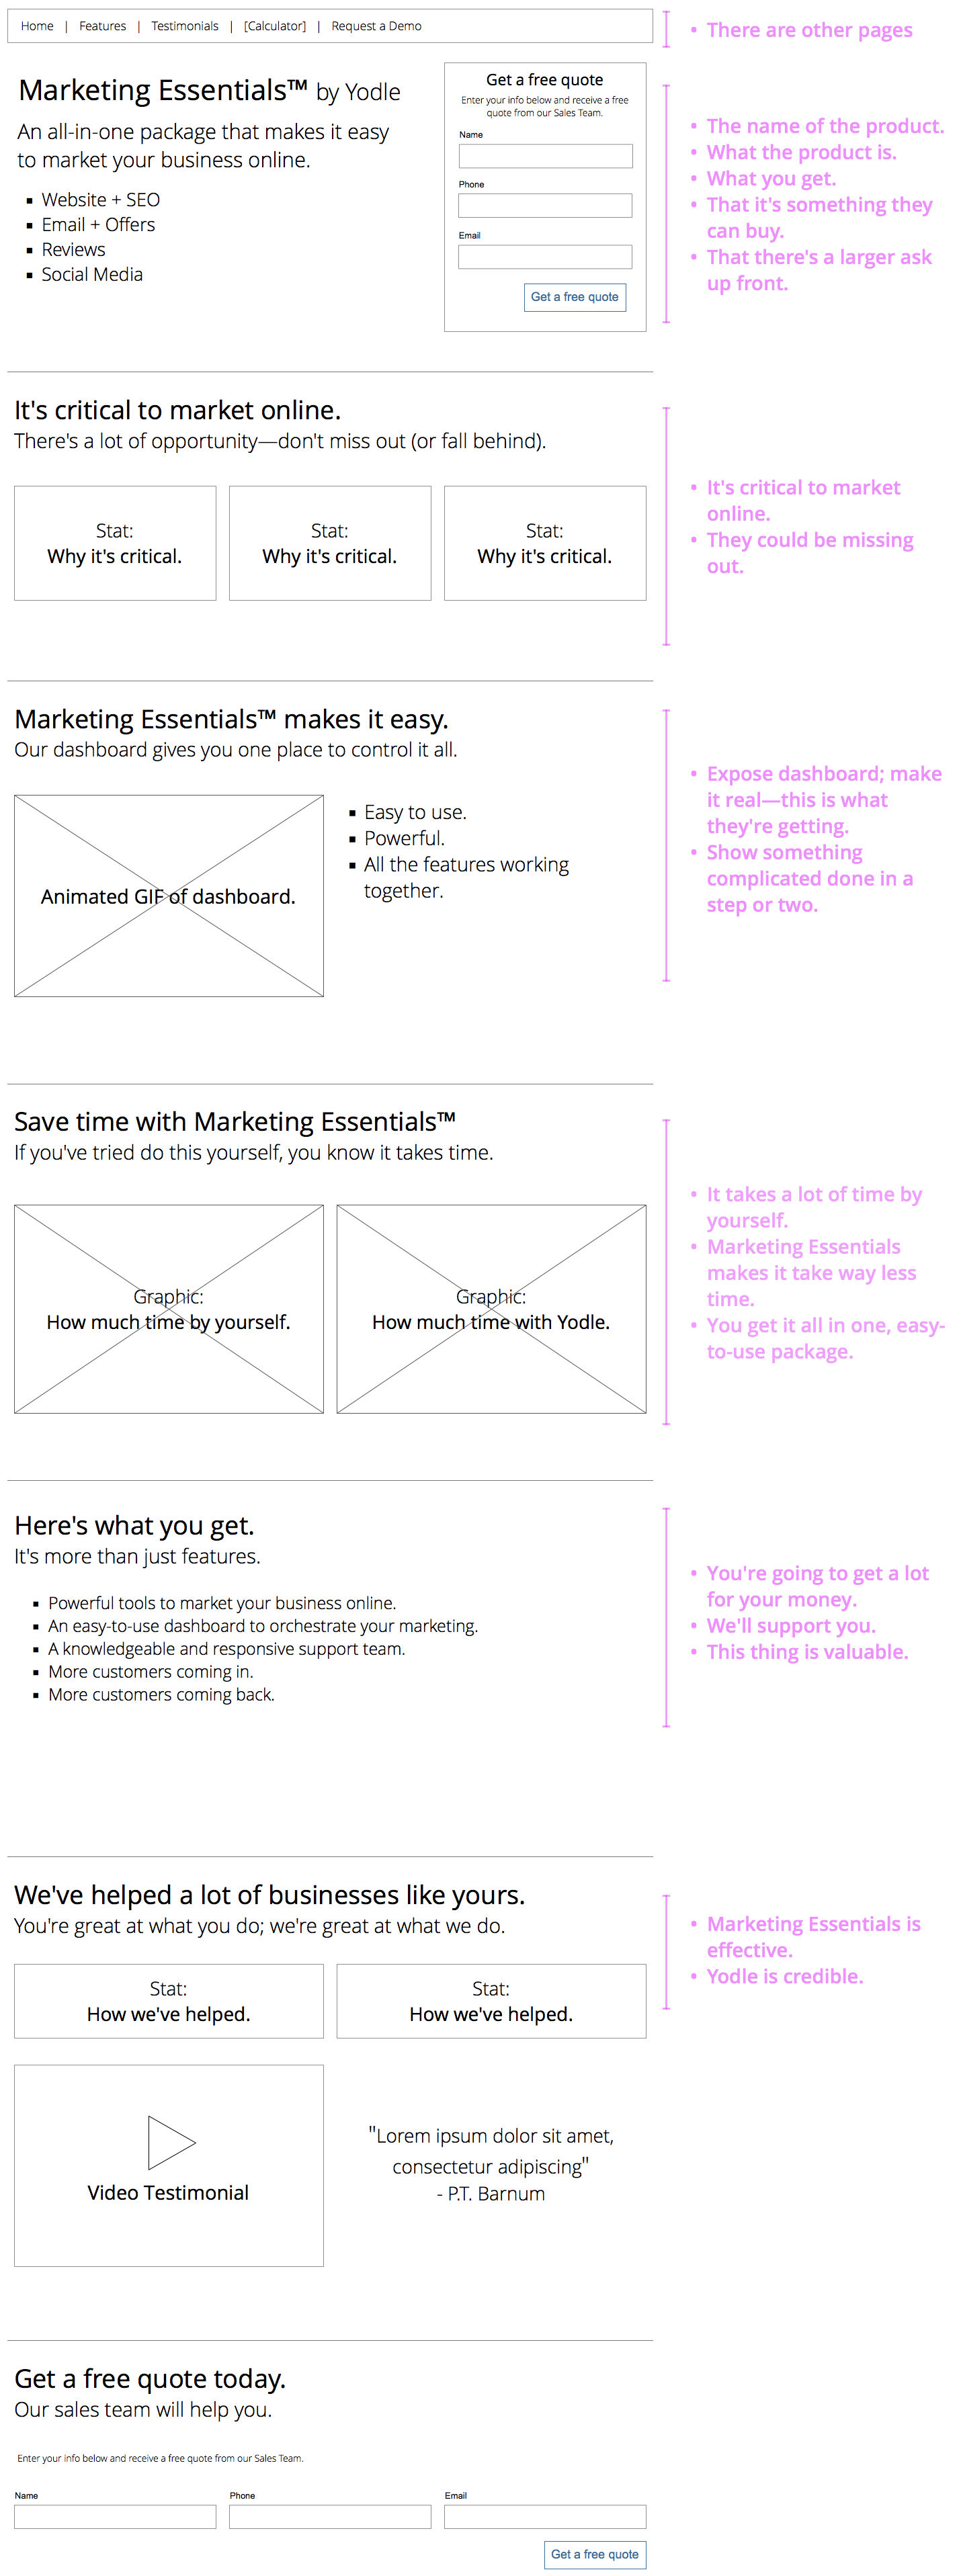 Home | Features | Testimonials | [Calculator] | Request a Demo
• There are other pages
Marketing Essentials™ by Yodle
An all-in-one package that makes it easy
to market your business online.
▪ Website + SEO
▪ Email + Offers
▪ Reviews
▪ Social Media
Get a free quote
Enter your info below and receive a free
quote from our Sales Team.
Name
Phone
Email
Get a free quote
• The name of the product.
• What the product is.
• What you get.
• That it's something they
can buy.
• That there's a larger ask
up front.
It's critical to market online.
There's a lot of opportunity—don't miss out (or fall behind).
Stat:
Why it's critical.
Stat:
Why it's critical.
Stat:
Why it's critical.
• It's critical to market
online.
• They could be missing
out.
Marketing Essentials™ makes it easy.
Our dashboard gives you one place to control it all.
Animated GIF of dashboard.
▪ Easy to use.
▪ Powerful.
▪ All the features working
together.
• Expose dashboard; make
it real—this is what
they're getting.
• Show something
complicated done in a
step or two.
Save time with Marketing Essentials™
If you've tried do this yourself, you know it takes time.
Graphic:
How much time by yourself.
Graphic:
How much time with Yodle.
• It takes a lot of time by
yourself.
• Marketing Essentials
makes it take way less
time.
• You get it all in one, easy-
to-use package.
Here's what you get.
It's more than just features.
▪ Powerful tools to market your business online.
▪ An easy-to-use dashboard to orchestrate your marketing.
▪ A knowledgeable and responsive support team.
▪ More customers coming in.
▪ More customers coming back.
• You're going to get a lot
for your money.
• We'll support you.
• This thing is valuable.
We've helped a lot of businesses like yours.
You're great at what you do; we're great at what we do.
Stat:
How we've helped.
Stat:
How we've helped.
Video Testimonial
"Lorem ipsum dolor sit amet,
consectetur adipiscing"
- P.T. Barnum
• Marketing Essentials is
effective.
• Yodle is credible.
Get a free quote today.
Our sales team will help you.
Enter your info below and receive a free quote from our Sales Team.
Name
Phone
Email
Get a free quote